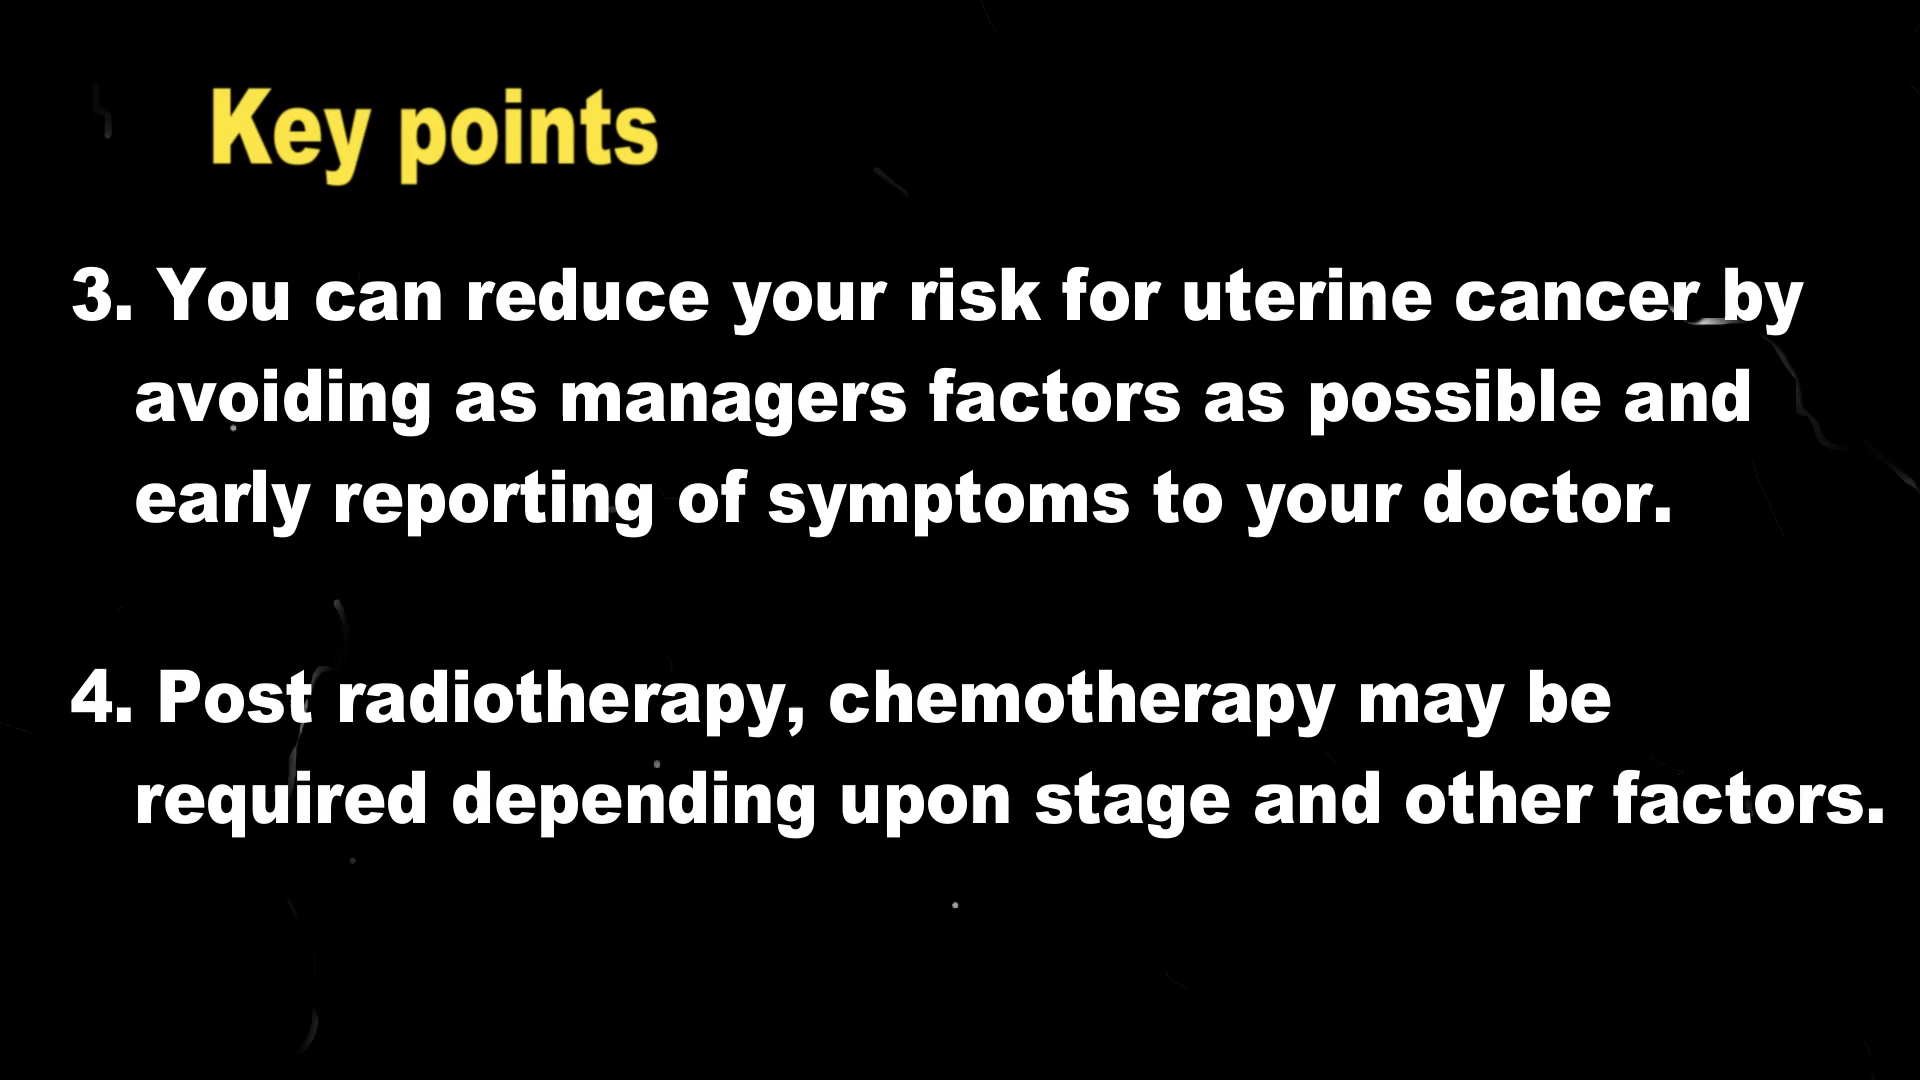 Key points
3. You can reduce your risk for uterine cancer by
avoiding as managers factors as possible and
early reporting of symptoms to your doctor.
4. Post radiotherapy, chemotherapy may be
required depending upon stage and other factors.